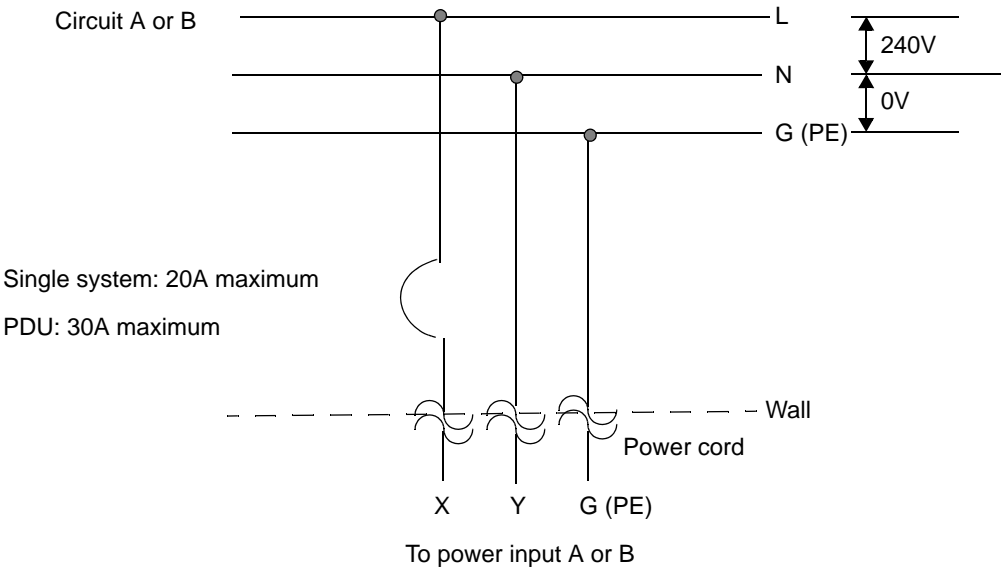 Circuit A or B
L
240V
N
0V
G (PE)
Single system: 20A maximum
PDU: 30A maximum
Wall
Power cord
X Y G (PE)
To power input A or B